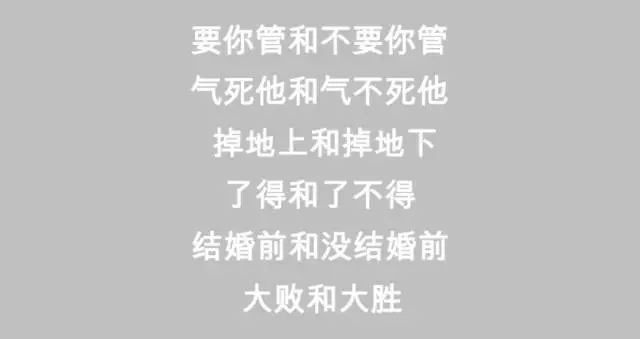 要你管和不要你管
气死他和气不死他
掉地上和掉地下
了得和了不得
结婚前和没结婚前
大败和大胜